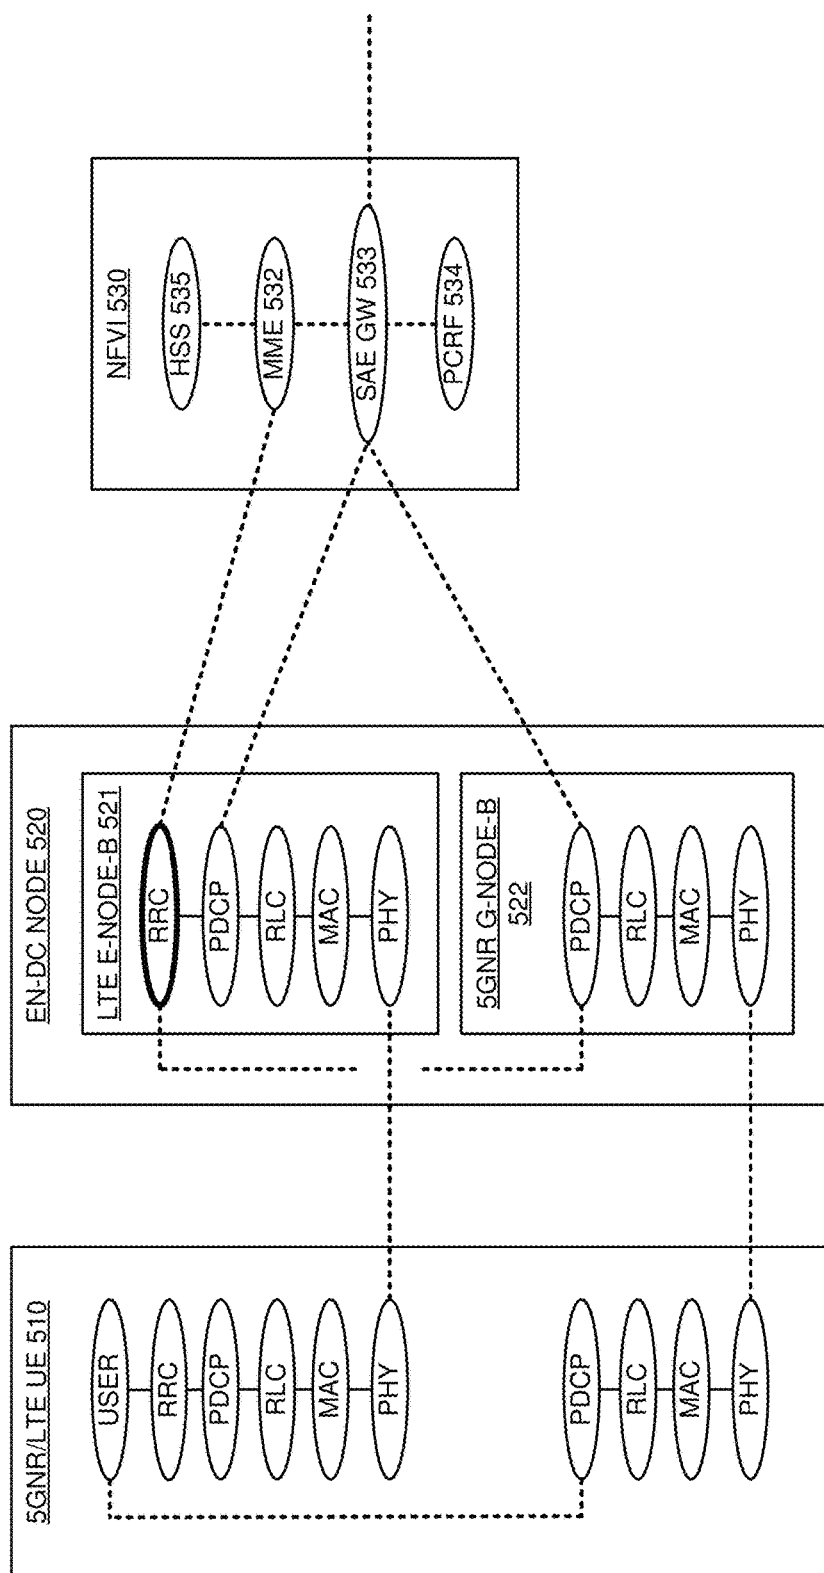 5GNR/LTE UE 510
USER
RRC
PDCP
RLC
MAC
PHY
PDCP
RLC
MAC
PHY
EN-DC NODE 520
LTE E-NODE-B 521
RRC
PDCP
RLC
MAC
PHY
5GNR G-NODE-B
522
PDCP
RLC
MAC
PHY
NFVI 530
HSS 535
MME 532
SAE GW 533
PCRF 534